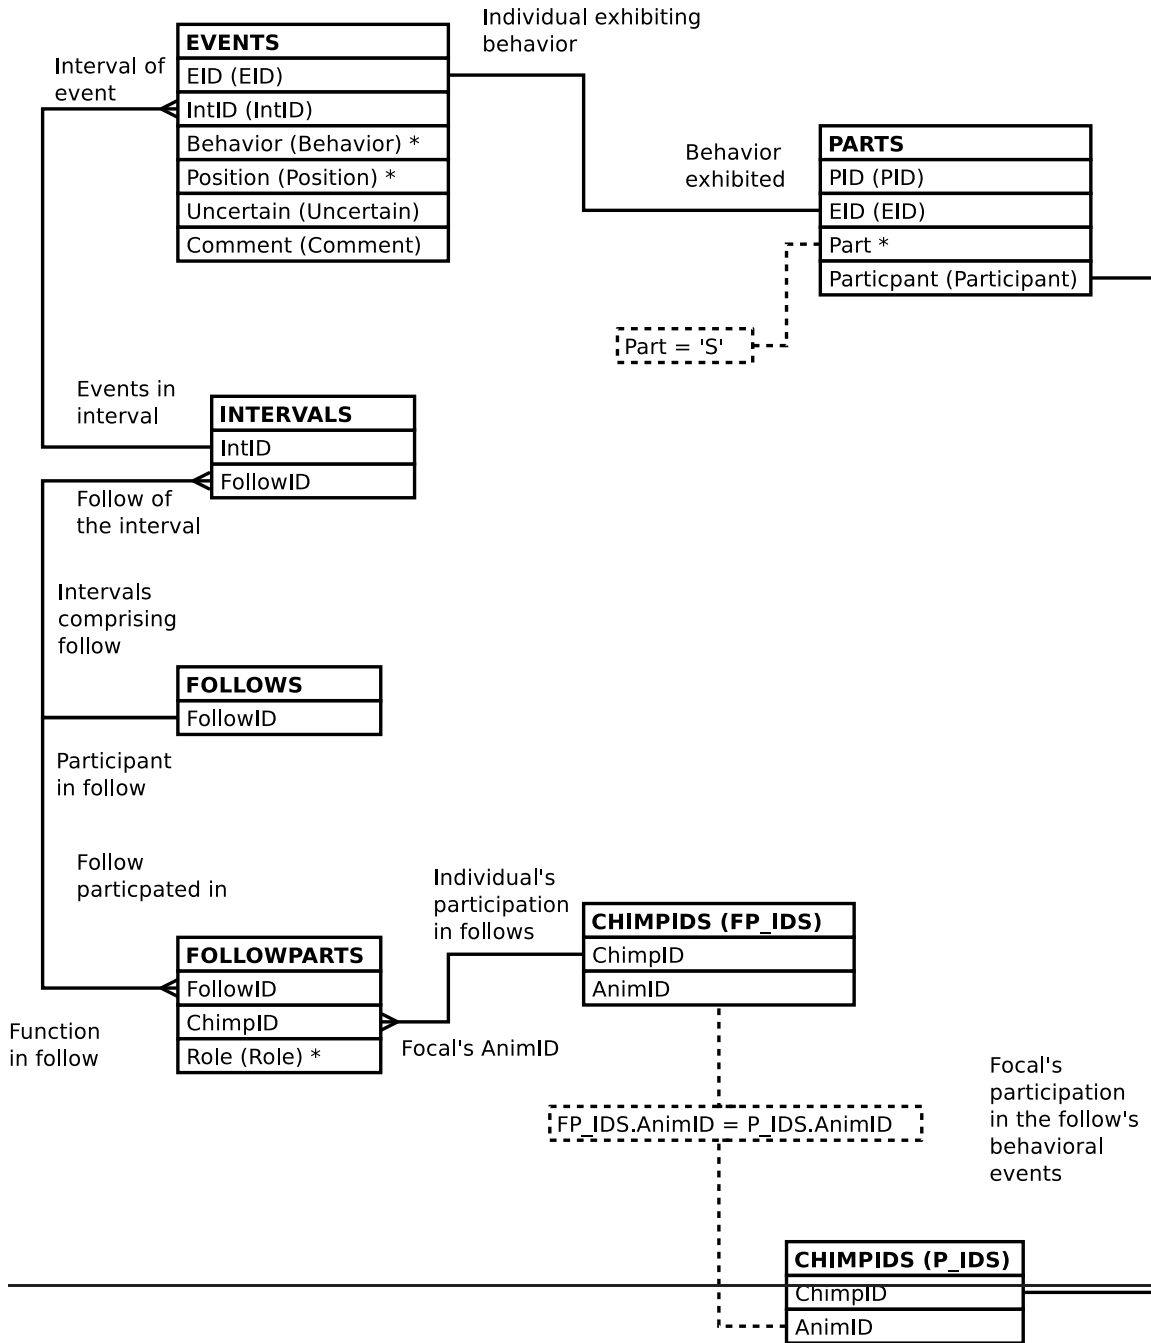 Individual exhibiting
behavior
EVENTS
EID (EID)
IntID (IntID)
Behavior (Behavior) *
Position (Position) *
Uncertain (Uncertain)
Comment (Comment)
Interval of
event
Behavior
exhibited
PARTS
PID (PID)
EID (EID)
Part *
Particpant (Participant)
Part = 'S'
Events in
interval
INTERVALS
IntID
FollowID
Follow of
the interval
Intervals
comprising
follow
FOLLOWS
FollowID
Participant
in follow
Follow
particpated in
Individual's
participation
in follows
CHIMPIDS (FP_IDS)
ChimpID
AnimID
FOLLOWPARTS
FollowID
ChimpID
Role (Role) *
Function
in follow
Focal's AnimID
FP_IDS.AnimID = P_IDS.AnimID
Focal's
participation
in the follow's
behavioral
events
CHIMPIDS (P_IDS)
ChimpID
AnimID